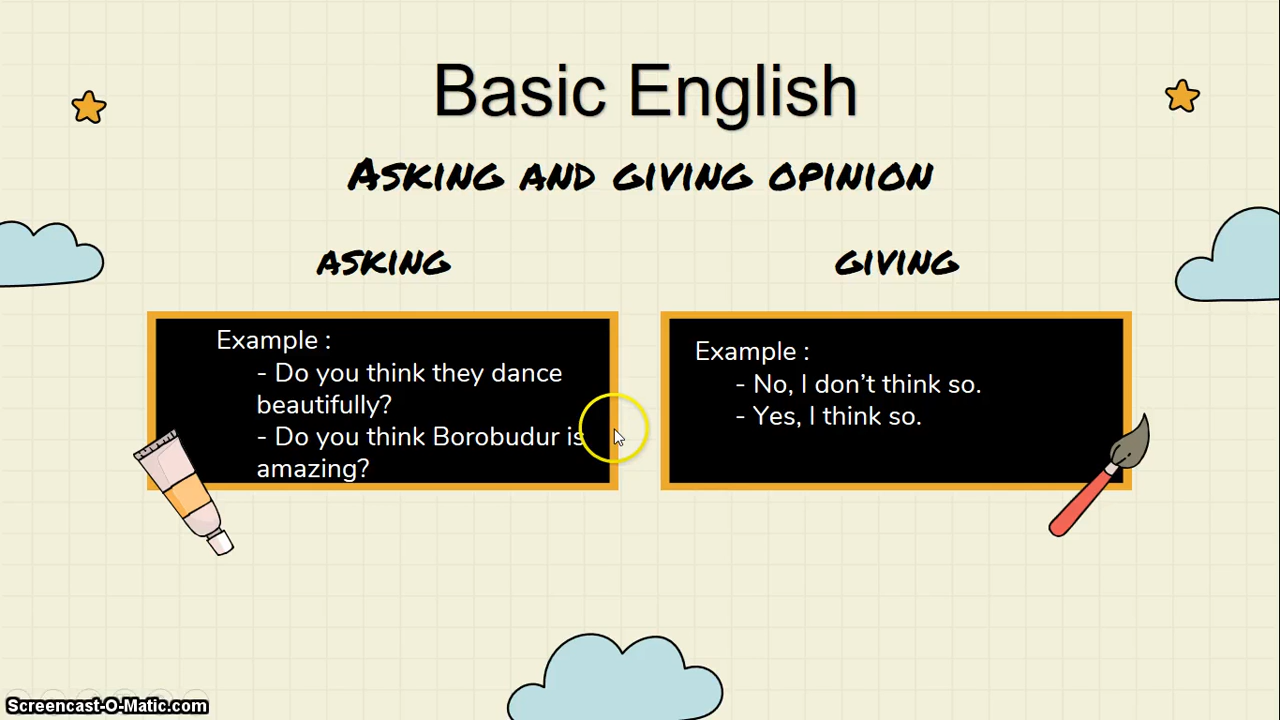 Basic English
Asking and giving opinion
asking
giving
Example :
- Do you think they dance
beautifully?
- Do you think Borobudur is
amazing?
Example :
- No, I don’t think so.
- Yes, I think so.
Screencast-O-Matic.com